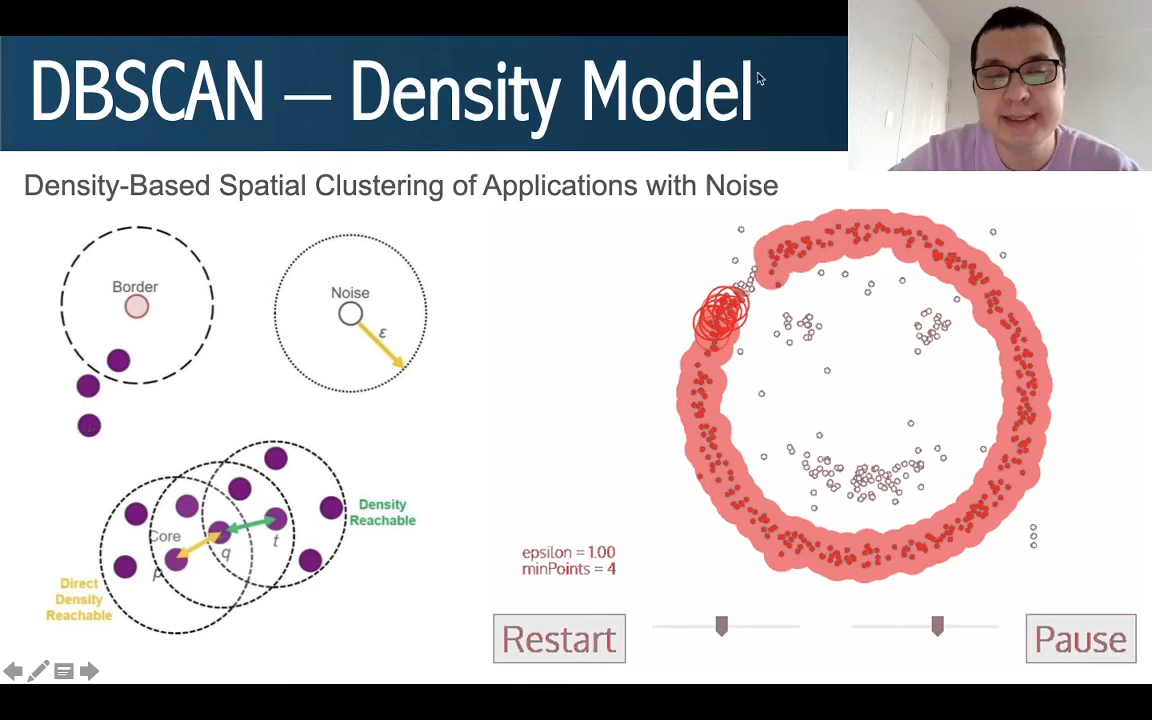 DBSCAN — Density Model
Density-Based Spatial Clustering of Applications with Noise
Border
Noise
ε
Core
p
q
t
Density
Reachable
Direct
Density
Reachable
epsilon = 1.00
minPoints = 4
Restart
Pause